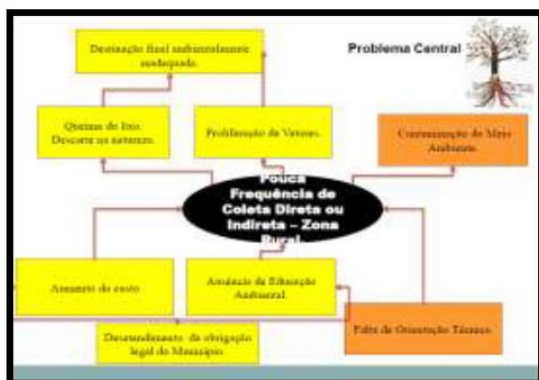 Destinação final ambientalmente
inadequada.
Problema Central
Queima do lixo.
Descarte na natureza.
Proliferação de Vetores.
Contaminação do Meio
Ambiente.
Pouca
Frequência de
Coleta Direta ou
Indireta – Zona
Rural.
Aumento do custo
Ausência da Educação
Ambiental.
Desatendimento da obrigação
legal do Município.
Falta de Orientação Técnica.